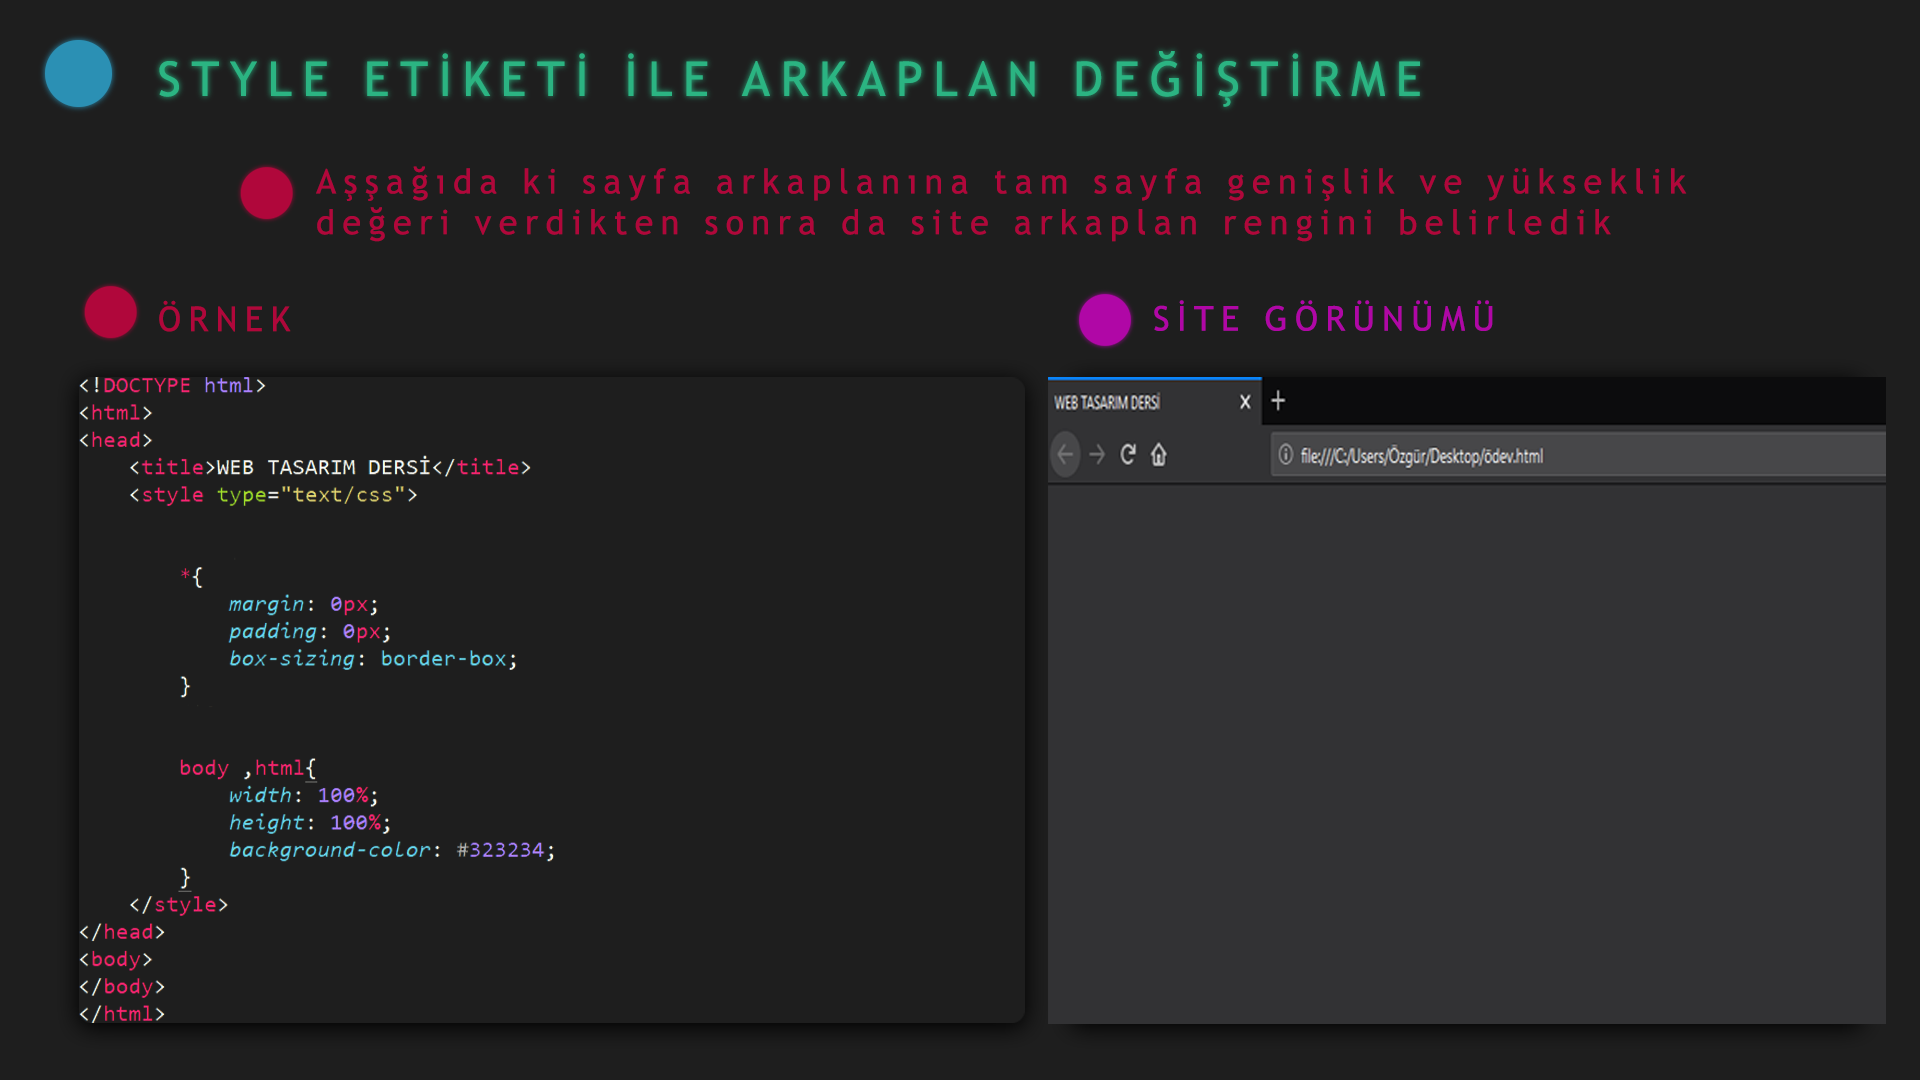 STYLE ETİKETİ İLE ARKAPLAN DEĞİŞTİRME
Aşşağıda ki sayfa arkaplanına tam sayfa genişlik ve yükseklik
değeri verdikten sonra da site arkaplan rengini belirledik
ÖRNEK
<!DOCTYPE html>
<html>
<head>
    <title>WEB TASARIM DERSİ</title>
    <style type="text/css">
        *{
            margin: 0px;
            padding: 0px;
            box-sizing: border-box;
        }
        body ,html{
            width: 100%;
            height: 100%;
            background-color: #323234;
        }
    </style>
</head>
<body>
</body>
</html>
SİTE GÖRÜNÜMÜ
WEB TASARIM DERSİ X +
file:///C:/Users/Özgür/Desktop/ödev.html